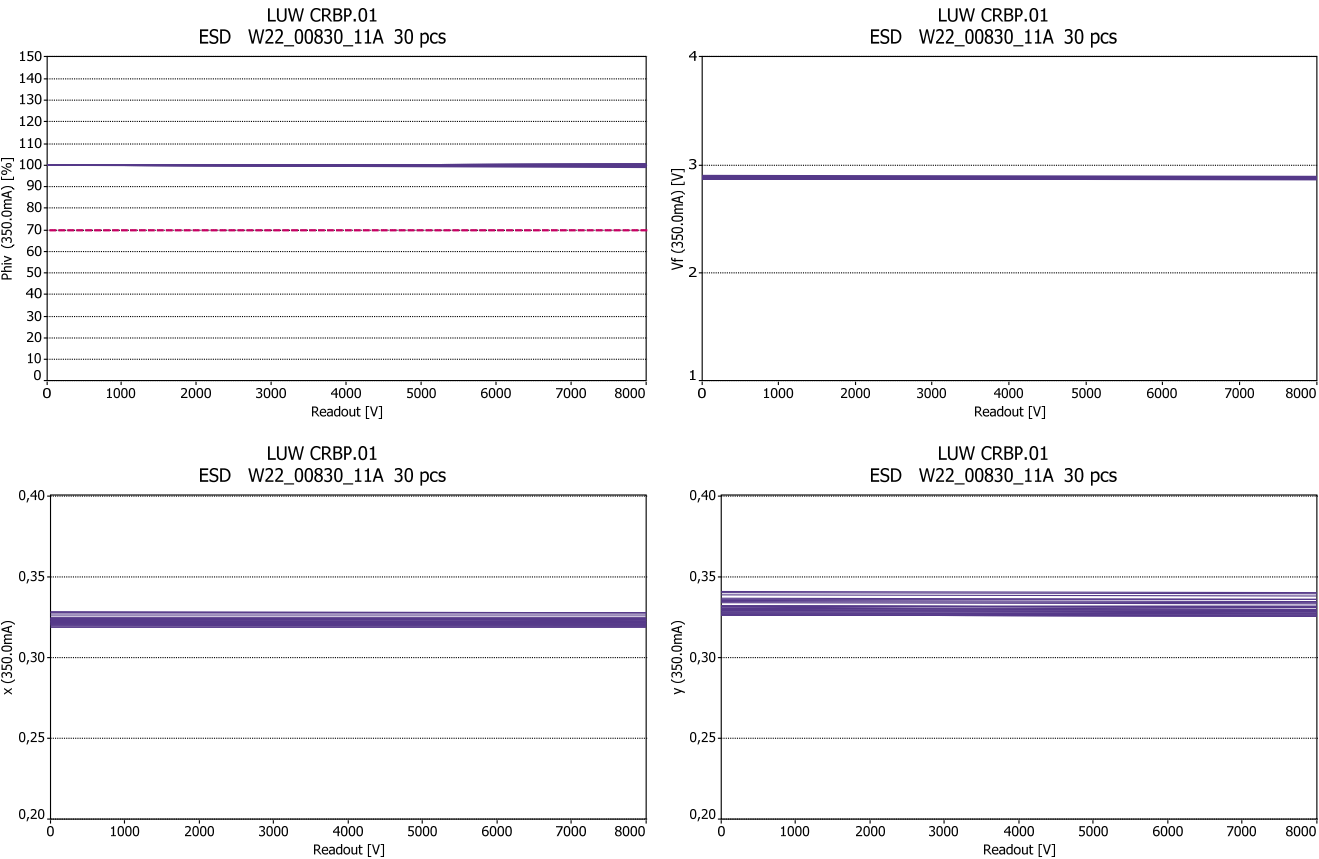 LUW CRBP.01
ESD W22_00830_11A 30 pcs
150
140
130
120
110
100
90
80
70
60
50
40
30
20
10
0
Phiv (350.0mA) [%]
0 1000 2000 3000 4000 5000 6000 7000 8000
Readout [V]
LUW CRBP.01
ESD W22_00830_11A 30 pcs
4
3
2
1
Vf (350.0mA) [V]
0 1000 2000 3000 4000 5000 6000 7000 8000
Readout [V]
LUW CRBP.01
ESD W22_00830_11A 30 pcs
0,40
0,35
0,30
0,25
0,20
x (350.0mA)
0 1000 2000 3000 4000 5000 6000 7000 8000
Readout [V]
LUW CRBP.01
ESD W22_00830_11A 30 pcs
0,40
0,35
0,30
0,25
0,20
y (350.0mA)
0 1000 2000 3000 4000 5000 6000 7000 8000
Readout [V]